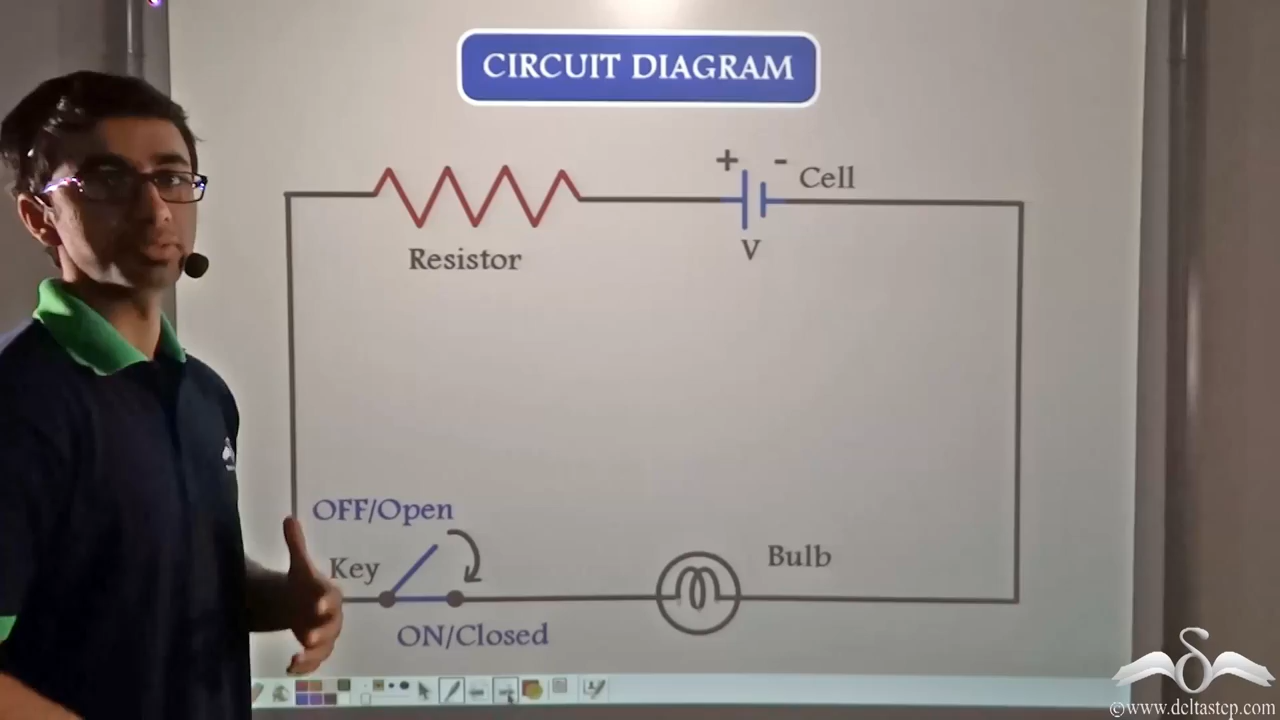 CIRCUIT DIAGRAM
+ -
Cell
Resistor
V
OFF/Open
Key
Bulb
ON/Closed
©www.deltastep.com